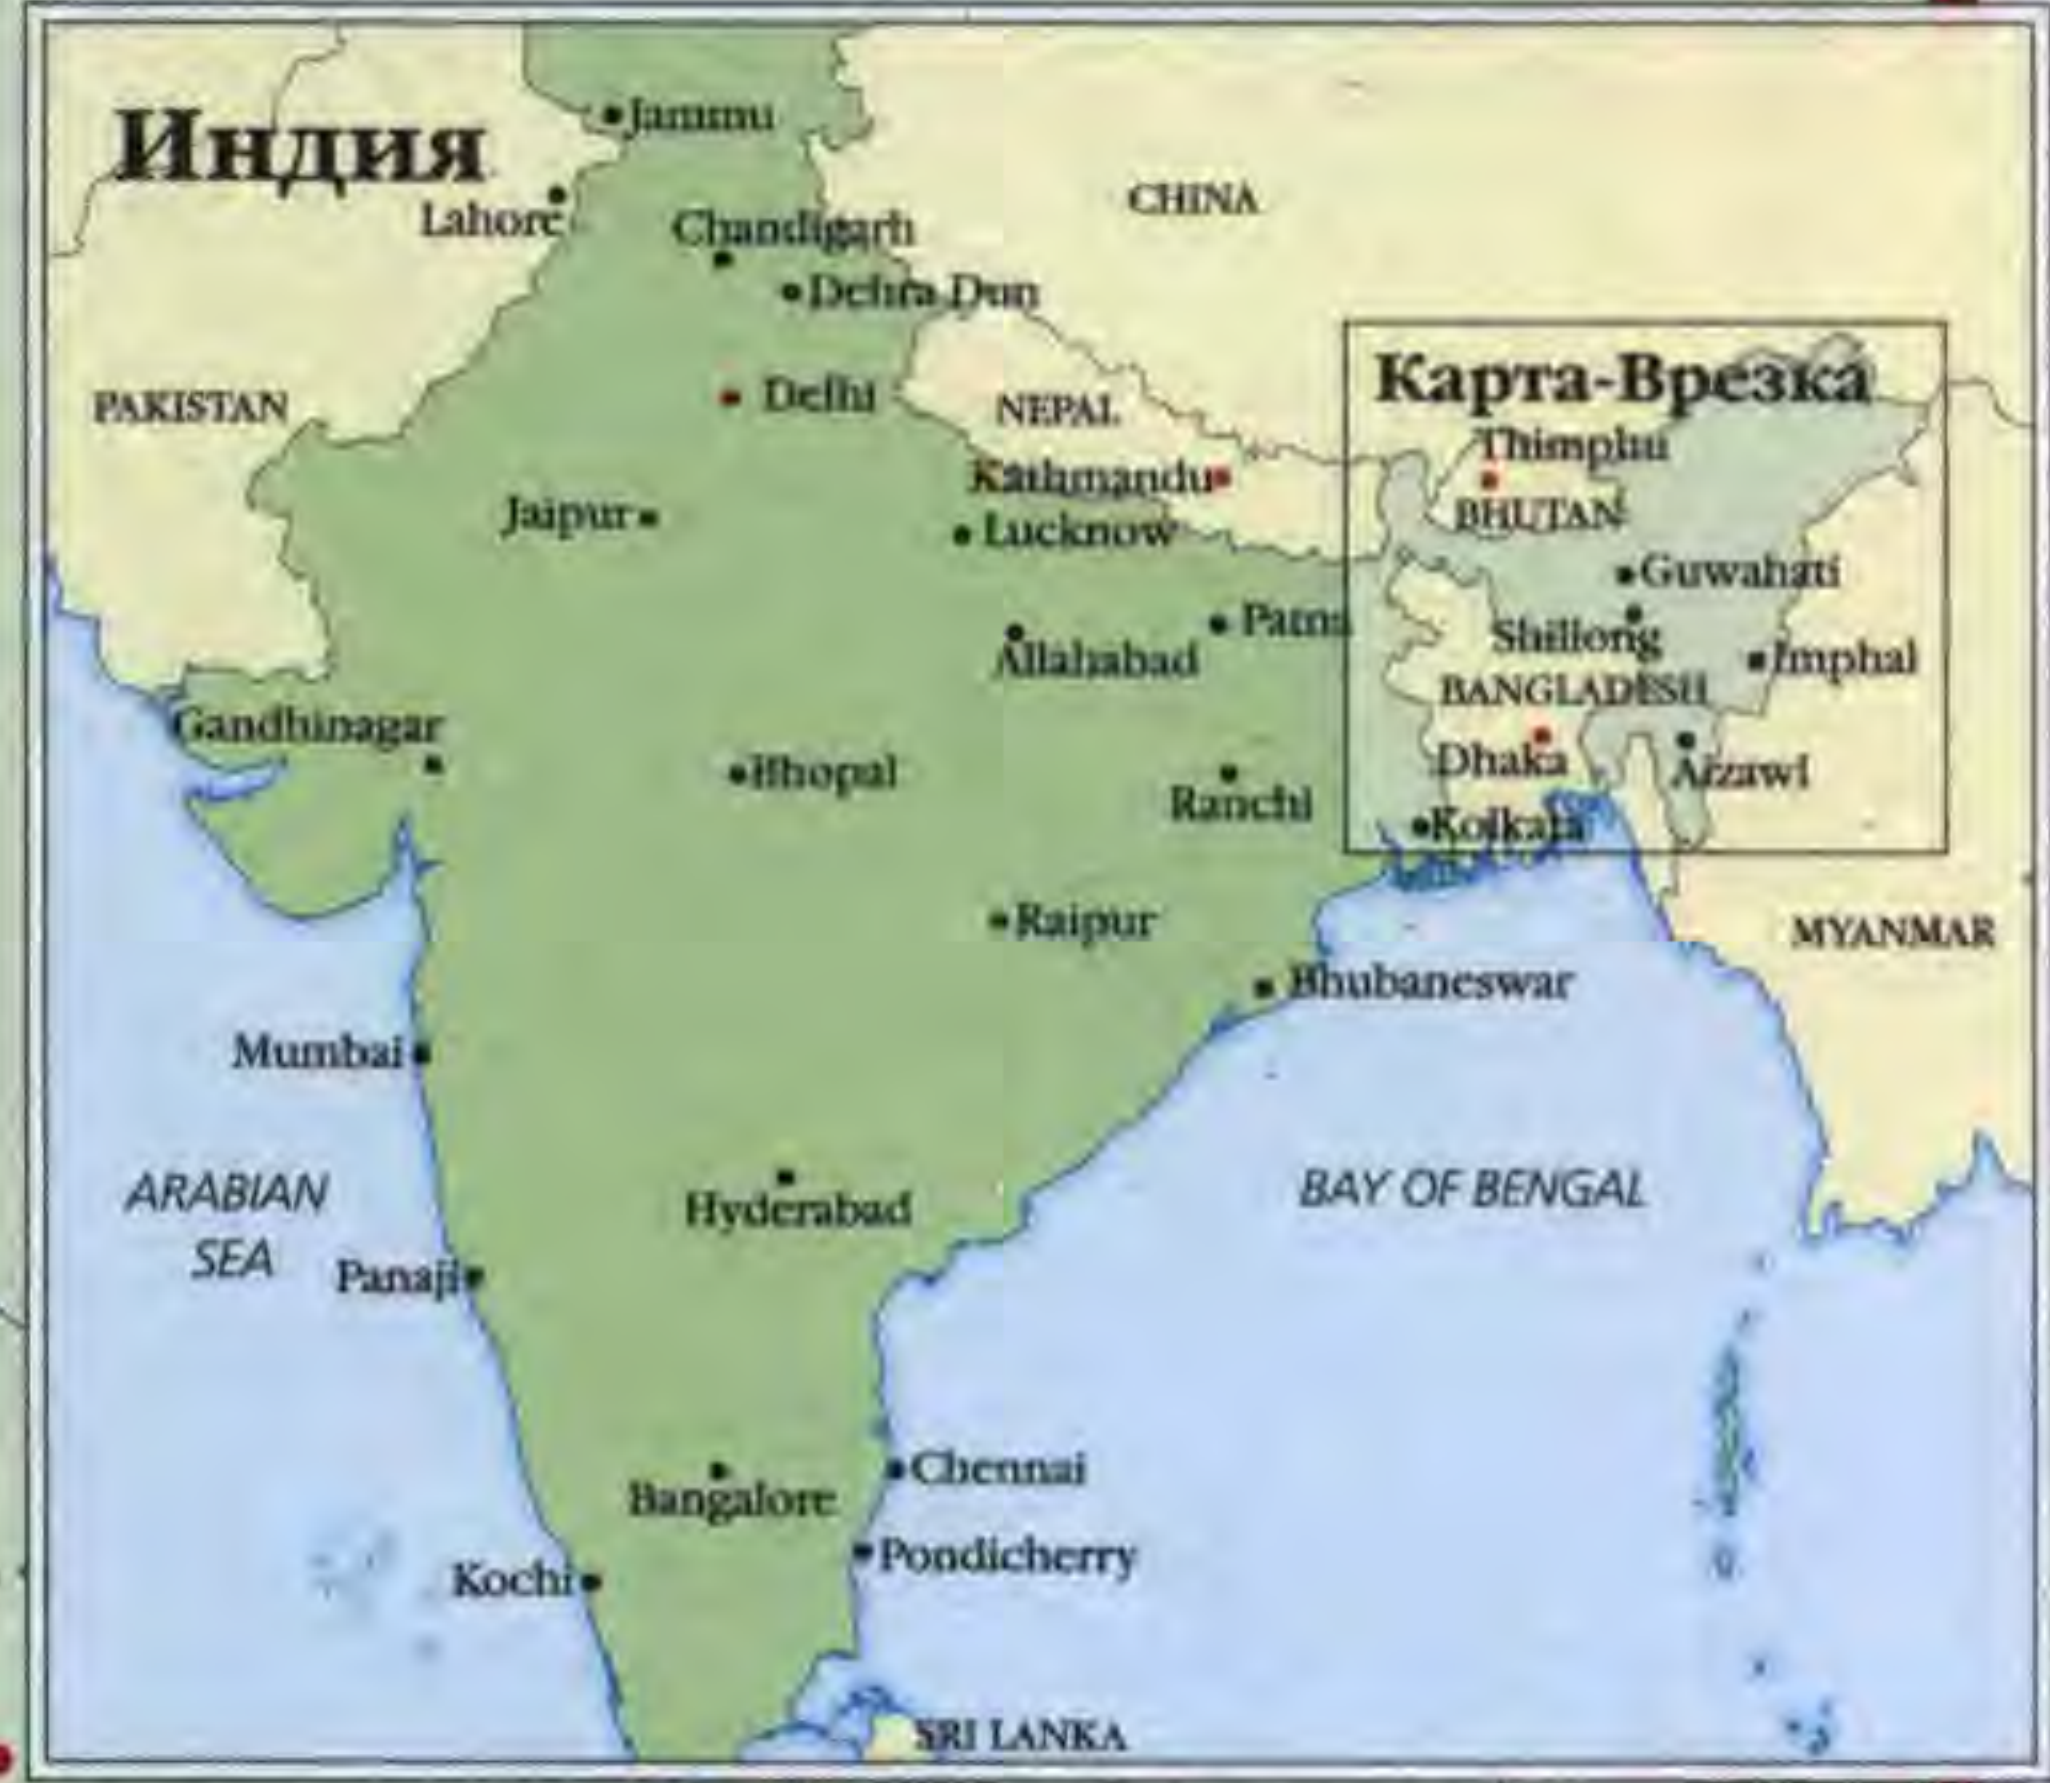 Индия
Jammu
Lahore
Chandigarh
CHINA
Dehra Dun
PAKISTAN
Delhi
NEPAL
Карта-Врезка
Thimphu
Kathmandu
BHUTAN
Jaipur
Lucknow
Guwahati
Patna
Shillong
Allahabad
Imphal
BANGLADESH
Gandhinagar
Dhaka
Aizawl
Bhopal
Ranchi
Kolkata
Raipur
MYANMAR
Bhubaneswar
Mumbai
ARABIAN
SEA
BAY OF BENGAL
Hyderabad
Panaji
Chennai
Bangalore
Pondicherry
Kochi
SRI LANKA